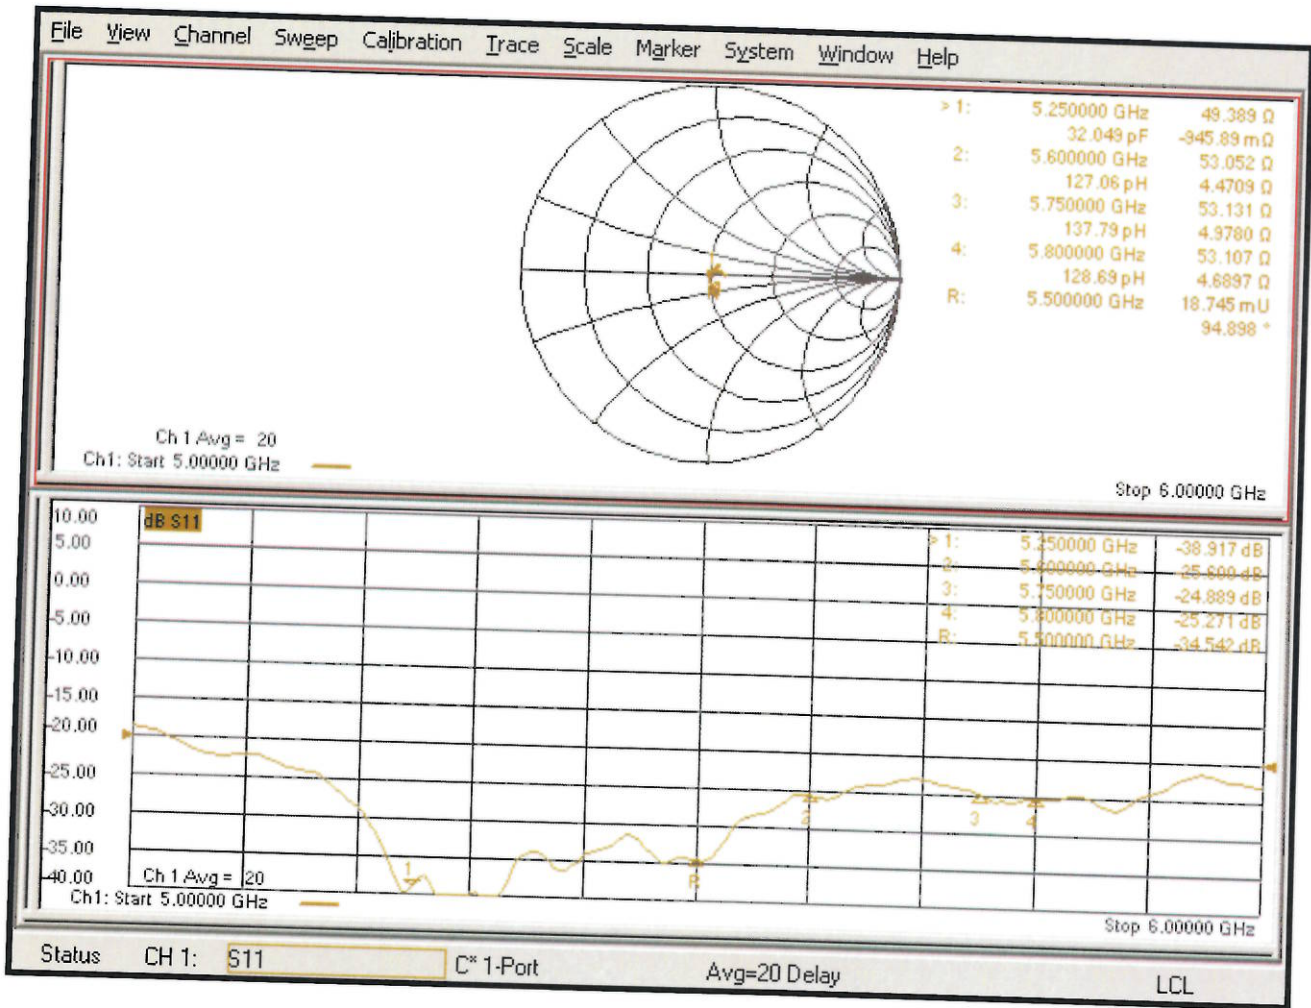 File View Channel Sweep Calibration Trace Scale Marker System Window Help
> 1: 5.250000 GHz 49.389 Ω
32.049 pF -945.89 mΩ
2: 5.600000 GHz 53.052 Ω
127.06 pH 4.4709 Ω
3: 5.750000 GHz 53.131 Ω
137.79 pH 4.9780 Ω
4: 5.800000 GHz 53.107 Ω
128.69 pH 4.6897 Ω
R: 5.500000 GHz 18.745 mU
94.898 °
Ch 1 Avg = 20
Ch1: Start 5.00000 GHz
Stop 6.00000 GHz
10.00
dB S11
5.00
0.00
-5.00
-10.00
-15.00
-20.00
-25.00
-30.00
-35.00
-40.00
> 1: 5.250000 GHz -38.917 dB
2: 5.600000 GHz
3: 5.750000 GHz -24.889 dB
4: 5.800000 GHz -25.271 dB
R: 5.500000 GHz -34.542 dB
1
R
2
3
4
Ch 1 Avg = 20
Ch1: Start 5.00000 GHz
Stop 6.00000 GHz
Status CH 1: S11 C* 1-Port Avg=20 Delay LCL